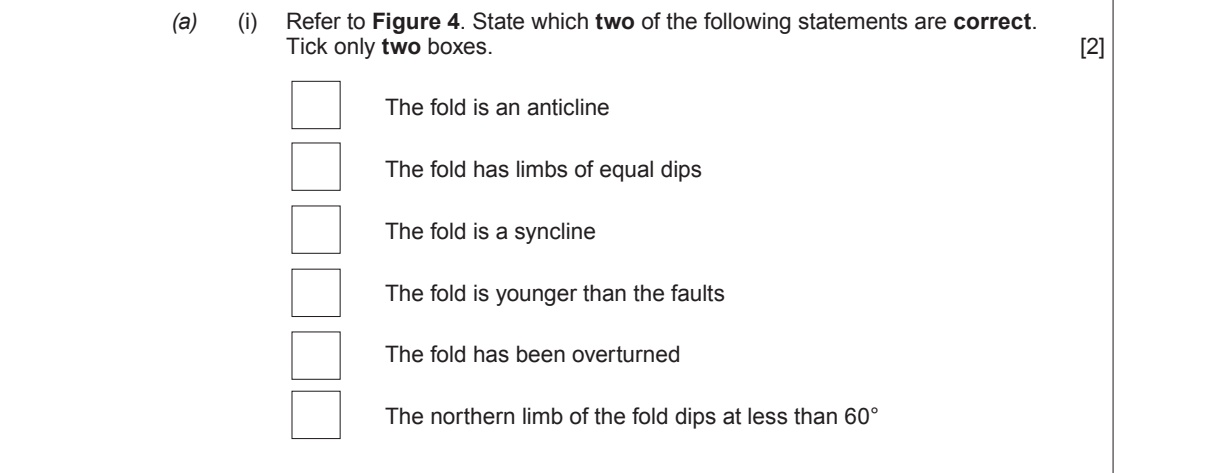 (a) (i) Refer to Figure 4. State which two of the following statements are correct.
Tick only two boxes. [2]
The fold is an anticline
The fold has limbs of equal dips
The fold is a syncline
The fold is younger than the faults
The fold has been overturned
The northern limb of the fold dips at less than 60°